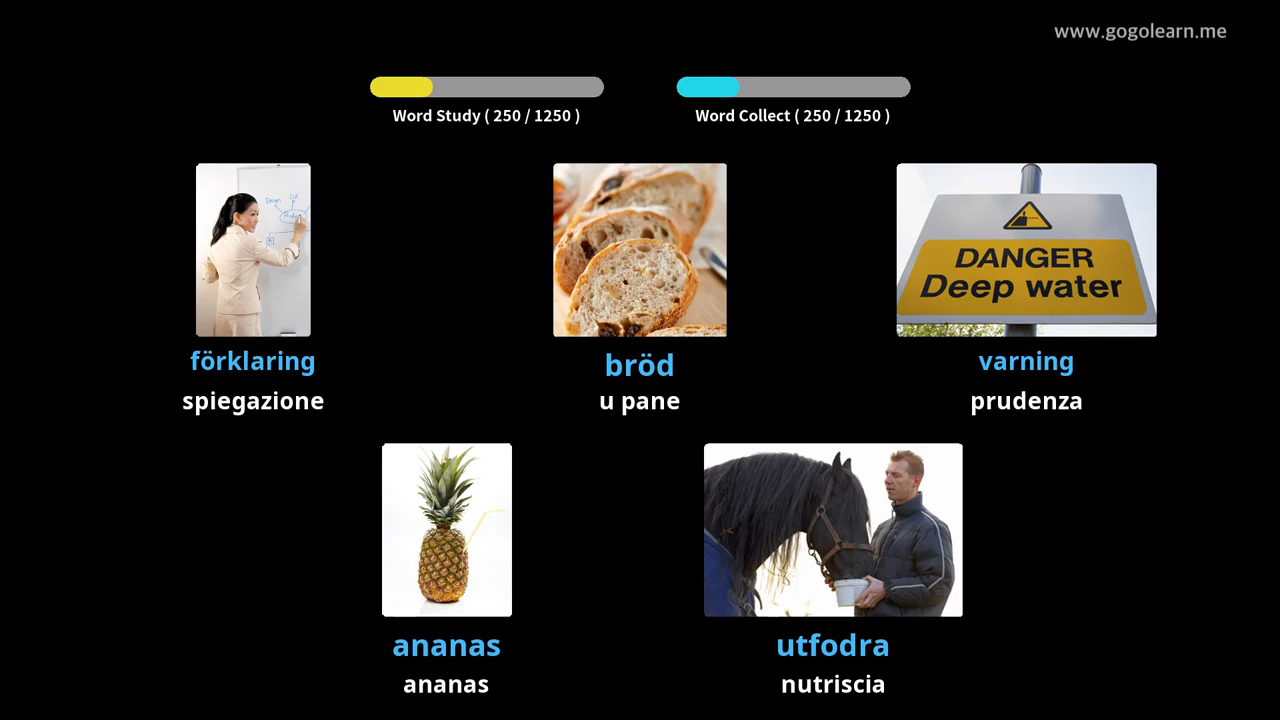 www.gogolearn.me
Word Study ( 250 / 1250 )
Word Collect ( 250 / 1250 )
Design
DANGER
Deep water
förklaring
spiegazione
bröd
u pane
varning
prudenza
ananas
ananas
utfodra
nutriscia